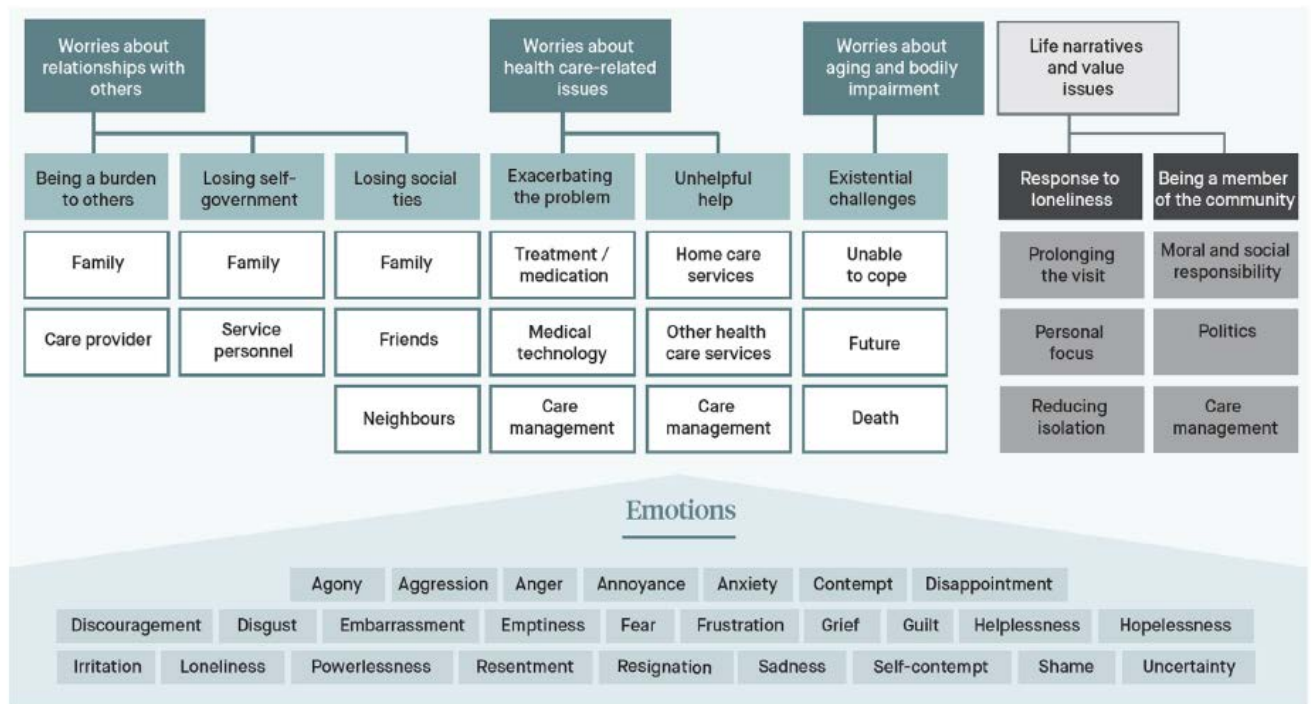 Worries about
relationships with
others
Worries about
health care-related
issues
Worries about
aging and bodily
impairment
Life narratives
and value
issues
Being a burden
to others
Losing self-
government
Losing social
ties
Exacerbating
the problem
Unhelpful
help
Existential
challenges
Response to
loneliness
Being a member
of the community
Family
Family
Family
Treatment /
medication
Home care
services
Unable
to cope
Prolonging
the visit
Moral and social
responsibility
Care provider
Service
personnel
Friends
Medical
technology
Other health
care services
Future
Personal
focus
Politics
Neighbours
Care
management
Care
management
Death
Reducing
isolation
Care
management
Emotions
Agony Aggression Anger Annoyance Anxiety Contempt Disappointment
Discouragement Disgust Embarrassment Emptiness Fear Frustration Grief Guilt Helplessness Hopelessness
Irritation Loneliness Powerlessness Resentment Resignation Sadness Self-contempt Shame Uncertainty